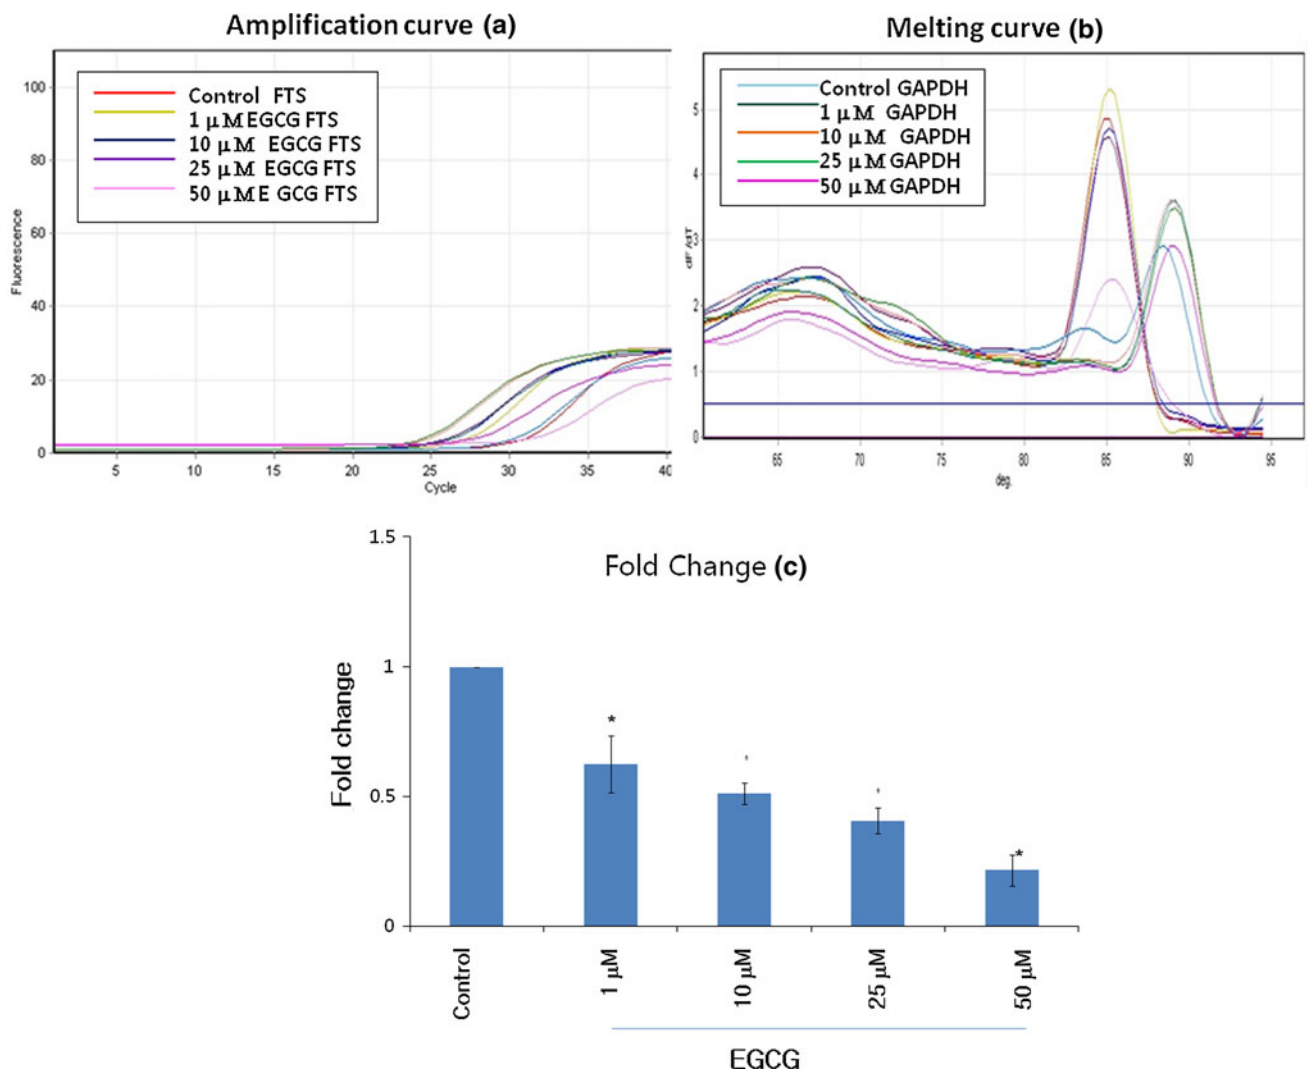 Amplification curve (a)
Melting curve (b)
100
80
60
40
20
0
Fluorescence
Control FTS
1 µM EGCG FTS
10 µM EGCG FTS
25 µM EGCG FTS
50 µM E GCG FTS
5 10 15 20 25 30 35 40
Cycle
5
4
3
2
1
0
dF/dT
Control GAPDH
1 µM GAPDH
10 µM GAPDH
25 µM GAPDH
50 µM GAPDH
65 70 75 80 85 90 95
deg.
Fold Change (c)
1.5
1
0.5
0
Fold change
*
*
Control
1 µM
10 µM
25 µM
50 µM
EGCG